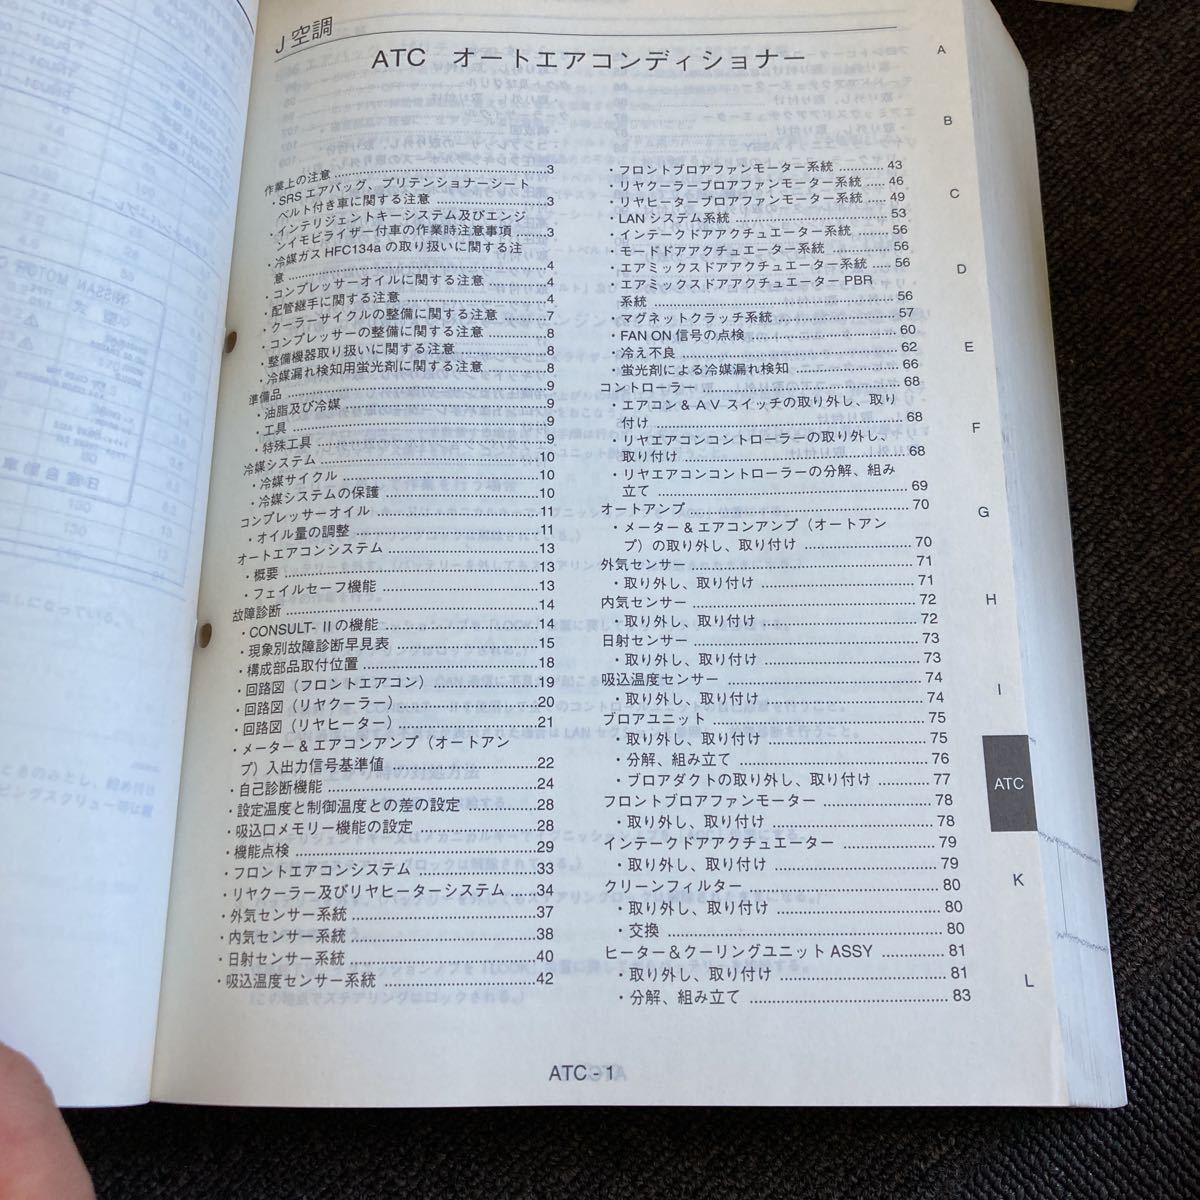 J 空調
ATC オートエアコンディショナー
作業上の注意 ........ 3
・SRS エアバッグ、プリテンショナーシート
ベルト付き車に関する注意 ........ 3
・インテリジェントキーシステム及びエンジ
ンイモビライザー付車の作業時注意事項 ........ 3
・冷媒ガス HFC134a の取り扱いに関する注
意 ........ 4
・コンプレッサーオイルに関する注意 ........ 4
・配管継手に関する注意 ........ 4
・クーラーサイクルの整備に関する注意 ........ 7
・コンプレッサーの整備に関する注意 ........ 8
・整備機器取り扱いに関する注意 ........ 8
・冷媒漏れ検知用蛍光剤に関する注意 ........ 8
準備品 ........ 9
・油脂及び冷媒 ........ 9
・工具 ........ 9
・特殊工具 ........ 9
冷媒システム ........ 10
・冷媒サイクル ........ 10
・冷媒システムの保護 ........ 10
コンプレッサーオイル ........ 11
・オイル量の調整 ........ 11
オートエアコンシステム ........ 13
・概要 ........ 13
・フェイルセーフ機能 ........ 13
故障診断 ........ 14
・CONSULT- II の機能 ........ 14
・現象別故障診断早見表 ........ 15
・構成部品取付位置 ........ 18
・回路図（フロントエアコン） ........ 19
・回路図（リヤクーラー） ........ 20
・回路図（リヤヒーター） ........ 21
・メーター & エアコンアンプ（オートアン
プ）入出力信号基準値 ........ 22
・自己診断機能 ........ 24
・設定温度と制御温度との差の設定 ........ 28
・吸込口メモリー機能の設定 ........ 28
・機能点検 ........ 29
・フロントエアコンシステム ........ 33
・リヤクーラー及びリヤヒーターシステム ...... 34
・外気センサー系統 ........ 37
・内気センサー系統 ........ 38
・日射センサー系統 ........ 40
・吸込温度センサー系統 ........ 42
・フロントブロアファンモーター系統 ........ 43
・リヤクーラーブロアファンモーター系統 ..... 46
・リヤヒーターブロアファンモーター系統 ..... 49
・LAN システム系統 ........ 53
・インテークドアアクチュエーター系統 ........ 56
・モードドアアクチュエーター系統 ........ 56
・エアミックスドアアクチュエーター系統 ..... 56
・エアミックスドアアクチュエーター PBR
系統 ........ 56
・マグネットクラッチ系統 ........ 57
・FAN ON 信号の点検 ........ 60
・冷え不良 ........ 62
・蛍光剤による冷媒漏れ検知 ........ 66
コントローラー ........ 68
・エアコン & A V スイッチの取り外し、取り
付け ........ 68
・リヤエアコンコントローラーの取り外し、
取り付け ........ 68
・リヤエアコンコントローラーの分解、組み
立て ........ 69
オートアンプ ........ 70
・メーター & エアコンアンプ（オートアン
プ）の取り外し、取り付け ........ 70
外気センサー ........ 71
・取り外し、取り付け ........ 71
内気センサー ........ 72
・取り外し、取り付け ........ 72
日射センサー ........ 73
・取り外し、取り付け ........ 73
吸込温度センサー ........ 74
・取り外し、取り付け ........ 74
ブロアユニット ........ 75
・取り外し、取り付け ........ 75
・分解、組み立て ........ 76
・ブロアダクトの取り外し、取り付け ........ 77
フロントブロアファンモーター ........ 78
・取り外し、取り付け ........ 78
インテークドアアクチュエーター ........ 79
・取り外し、取り付け ........ 79
クリーンフィルター ........ 80
・取り外し、取り付け ........ 80
・交換 ........ 80
ヒーター＆クーリングユニット ASSY ........ 81
・取り外し、取り付け ........ 81
・分解、組み立て ........ 83
A
B
C
D
E
F
G
H
I
ATC
K
L
ATC - 1